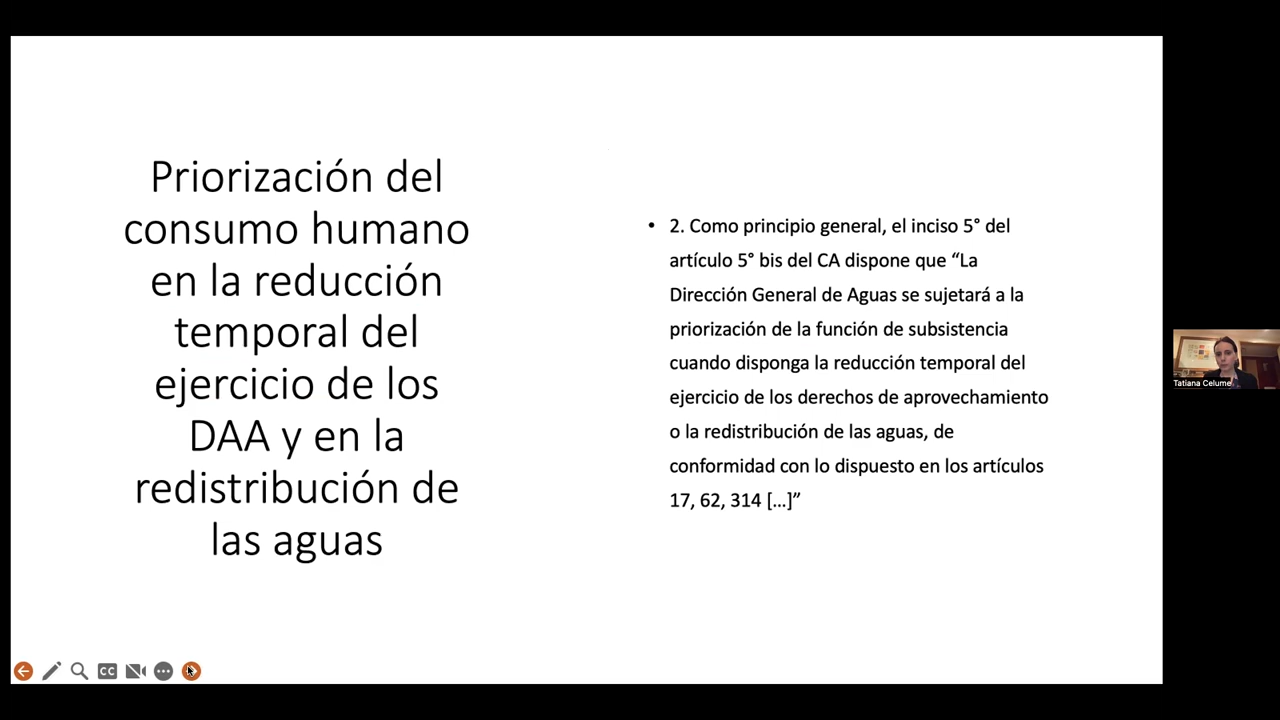 Priorización del
consumo humano
en la reducción
temporal del
ejercicio de los
DAA y en la
redistribución de
las aguas
• 2. Como principio general, el inciso 5° del
artículo 5° bis del CA dispone que “La
Dirección General de Aguas se sujetará a la
priorización de la función de subsistencia
cuando disponga la reducción temporal del
ejercicio de los derechos de aprovechamiento
o la redistribución de las aguas, de
conformidad con lo dispuesto en los artículos
17, 62, 314 […]”
Tatiana Celume
CC